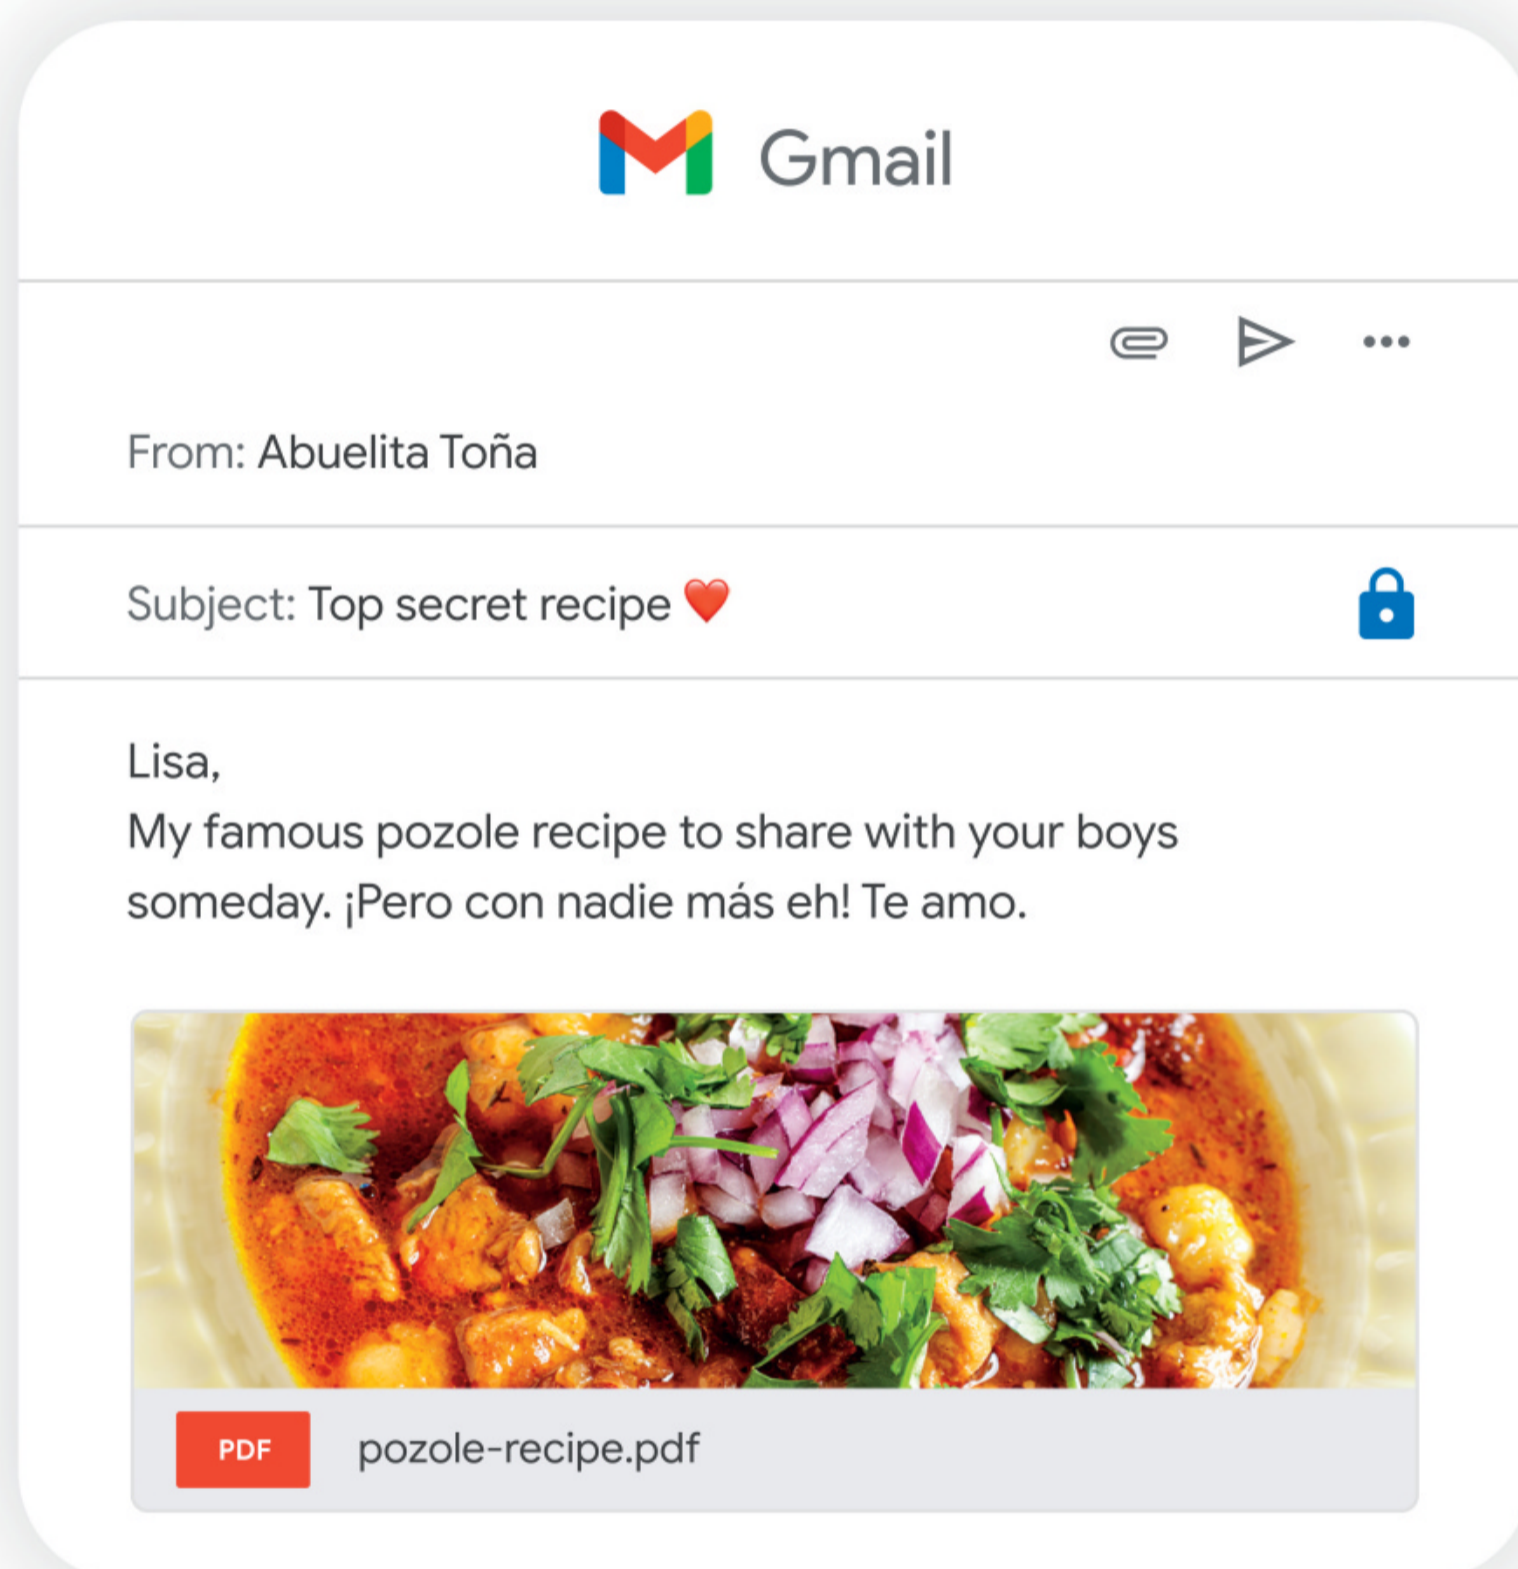 Gmail
From: Abuelita Toña
Subject: Top secret recipe ❤️
Lisa,
My famous pozole recipe to share with your boys
someday. ¡Pero con nadie más eh! Te amo.
PDF pozole-recipe.pdf